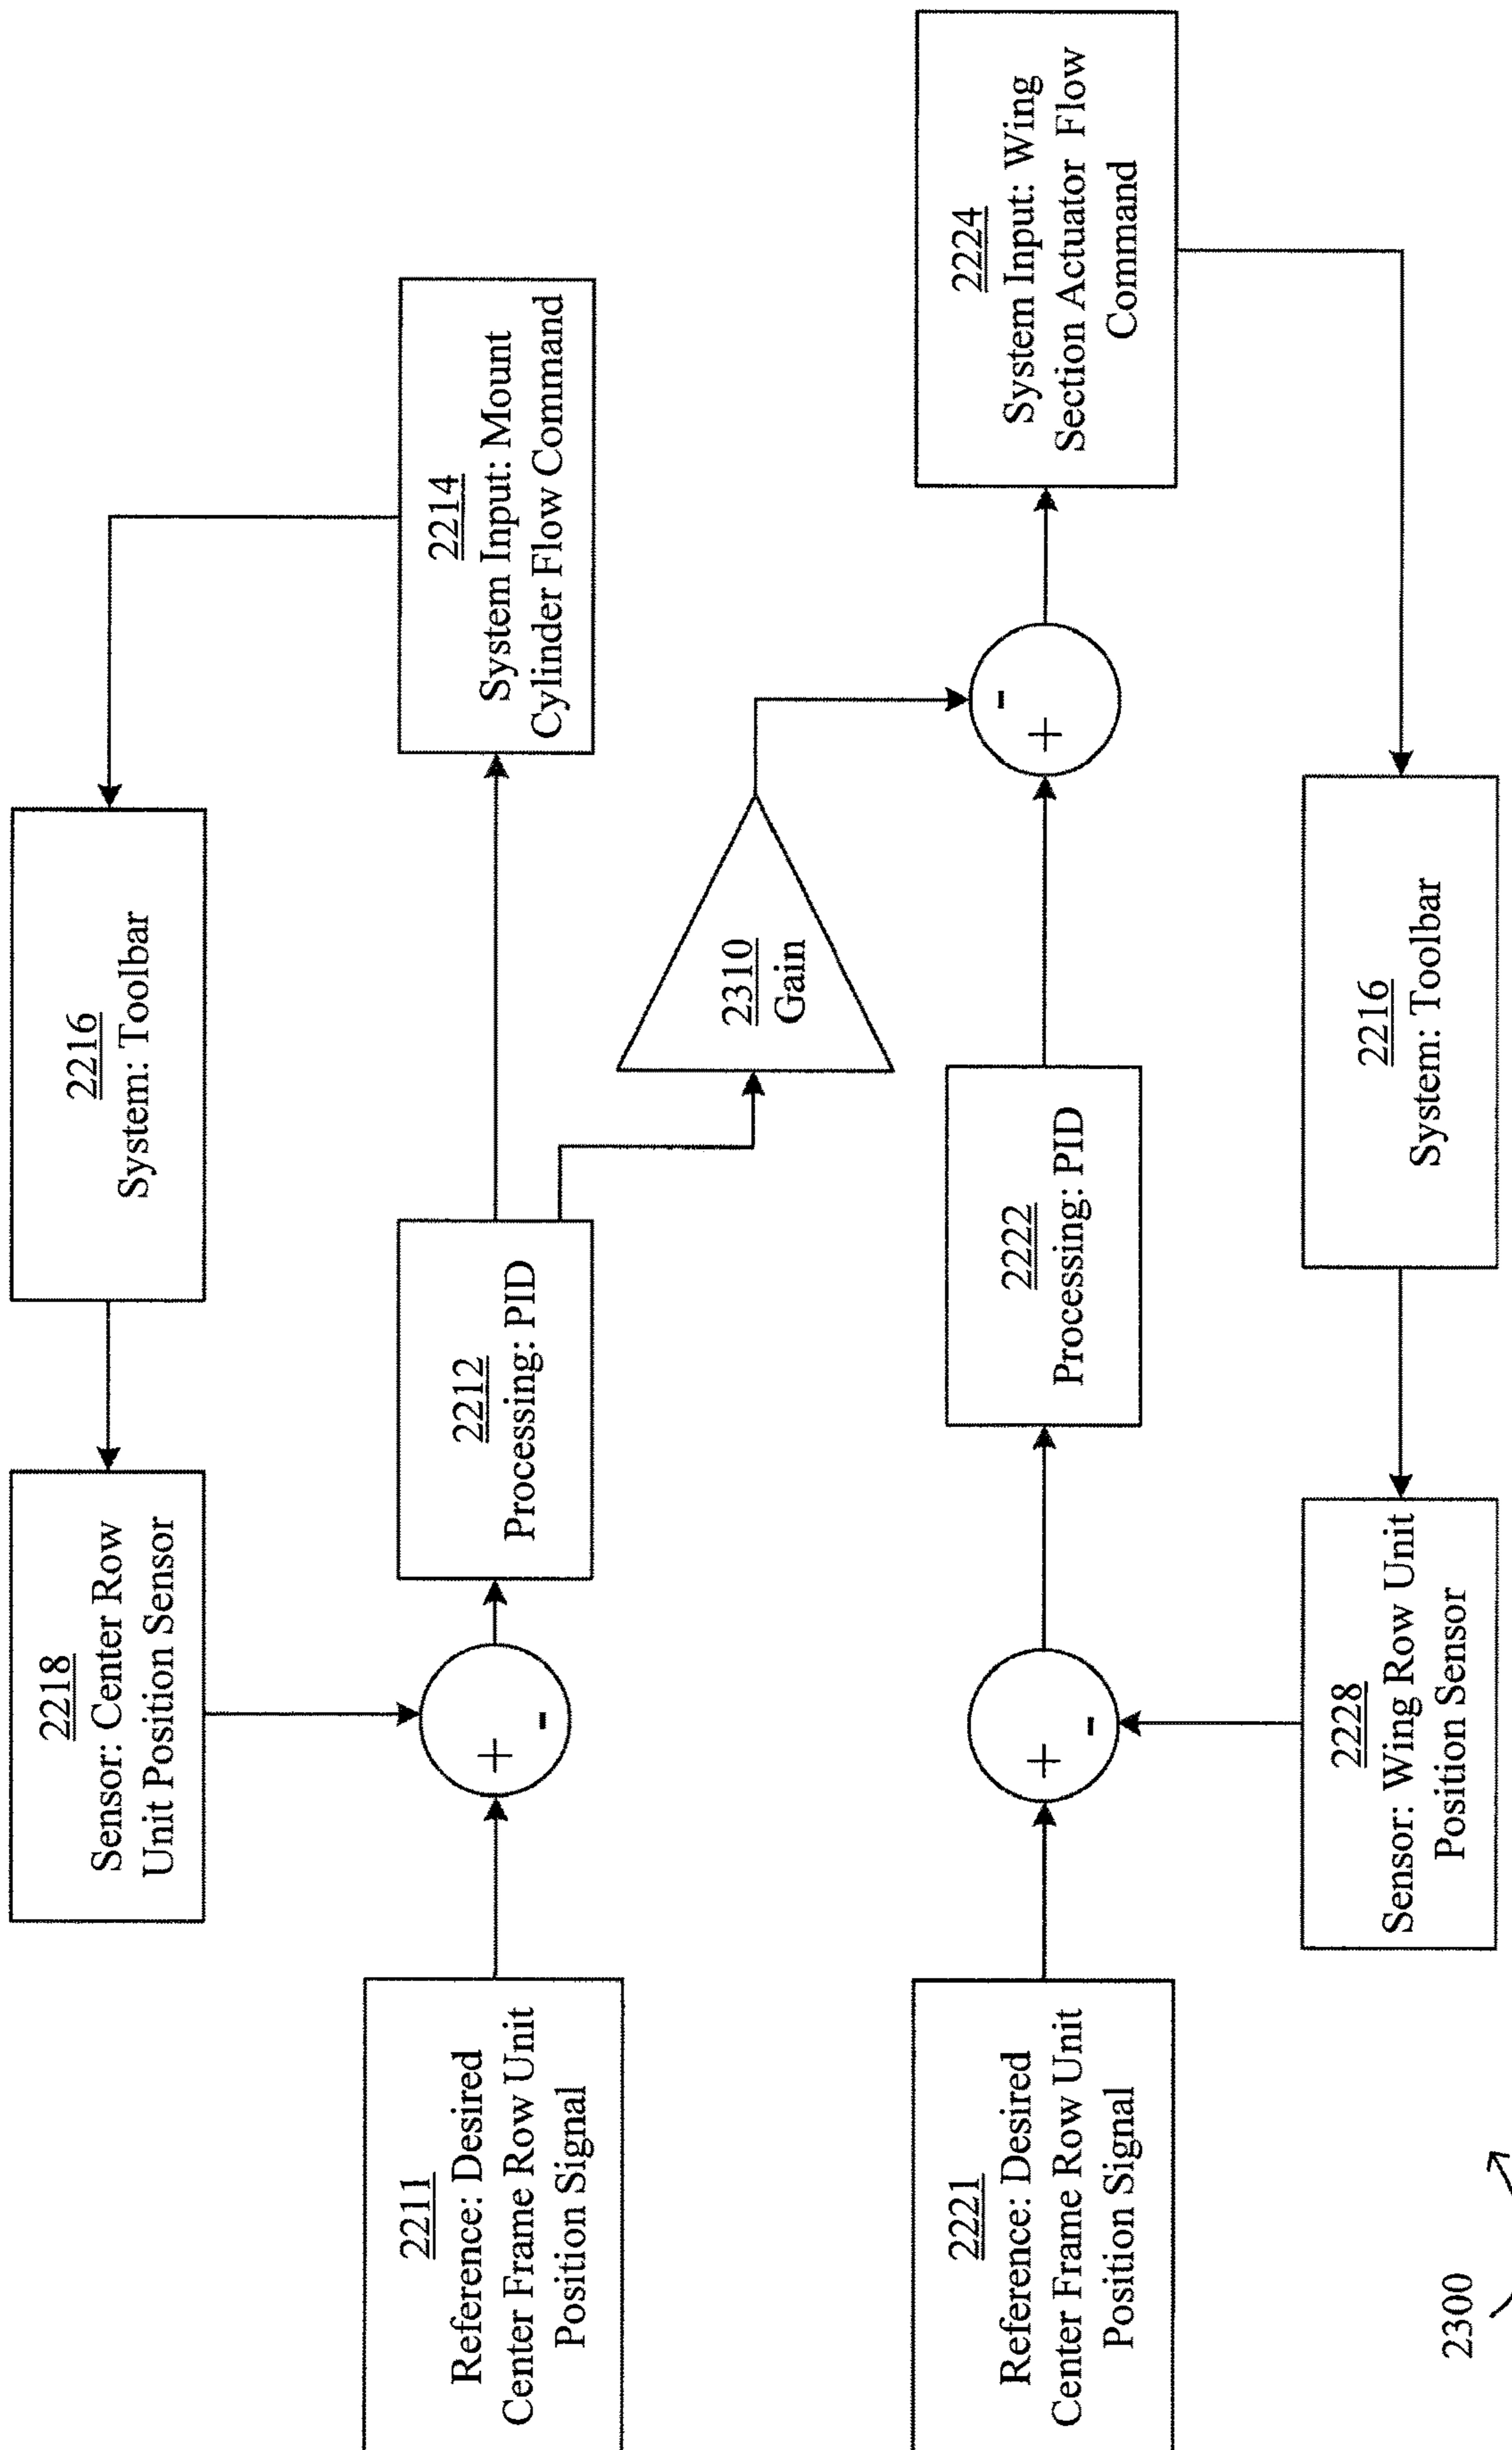 2218
Sensor: Center Row
Unit Position Sensor
2216
System: Toolbar
2211
Reference: Desired
Center Frame Row Unit
Position Signal
+
-
2212
Processing: PID
2214
System Input: Mount
Cylinder Flow Command
2310
Gain
2221
Reference: Desired
Center Frame Row Unit
Position Signal
+
-
2222
Processing: PID
+
-
2224
System Input: Wing
Section Actuator Flow
Command
2228
Sensor: Wing Row Unit
Position Sensor
2216
System: Toolbar
2300